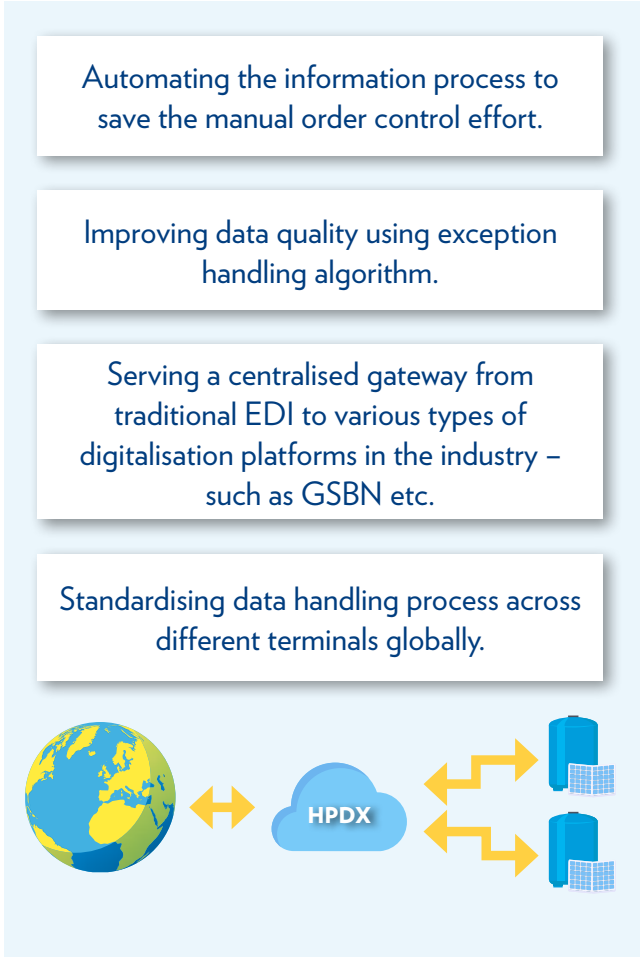 Automating the information process to
save the manual order control effort.
Improving data quality using exception
handling algorithm.
Serving a centralised gateway from
traditional EDI to various types of
digitalisation platforms in the industry –
such as GSBN etc.
Standardising data handling process across
different terminals globally.
HPDX